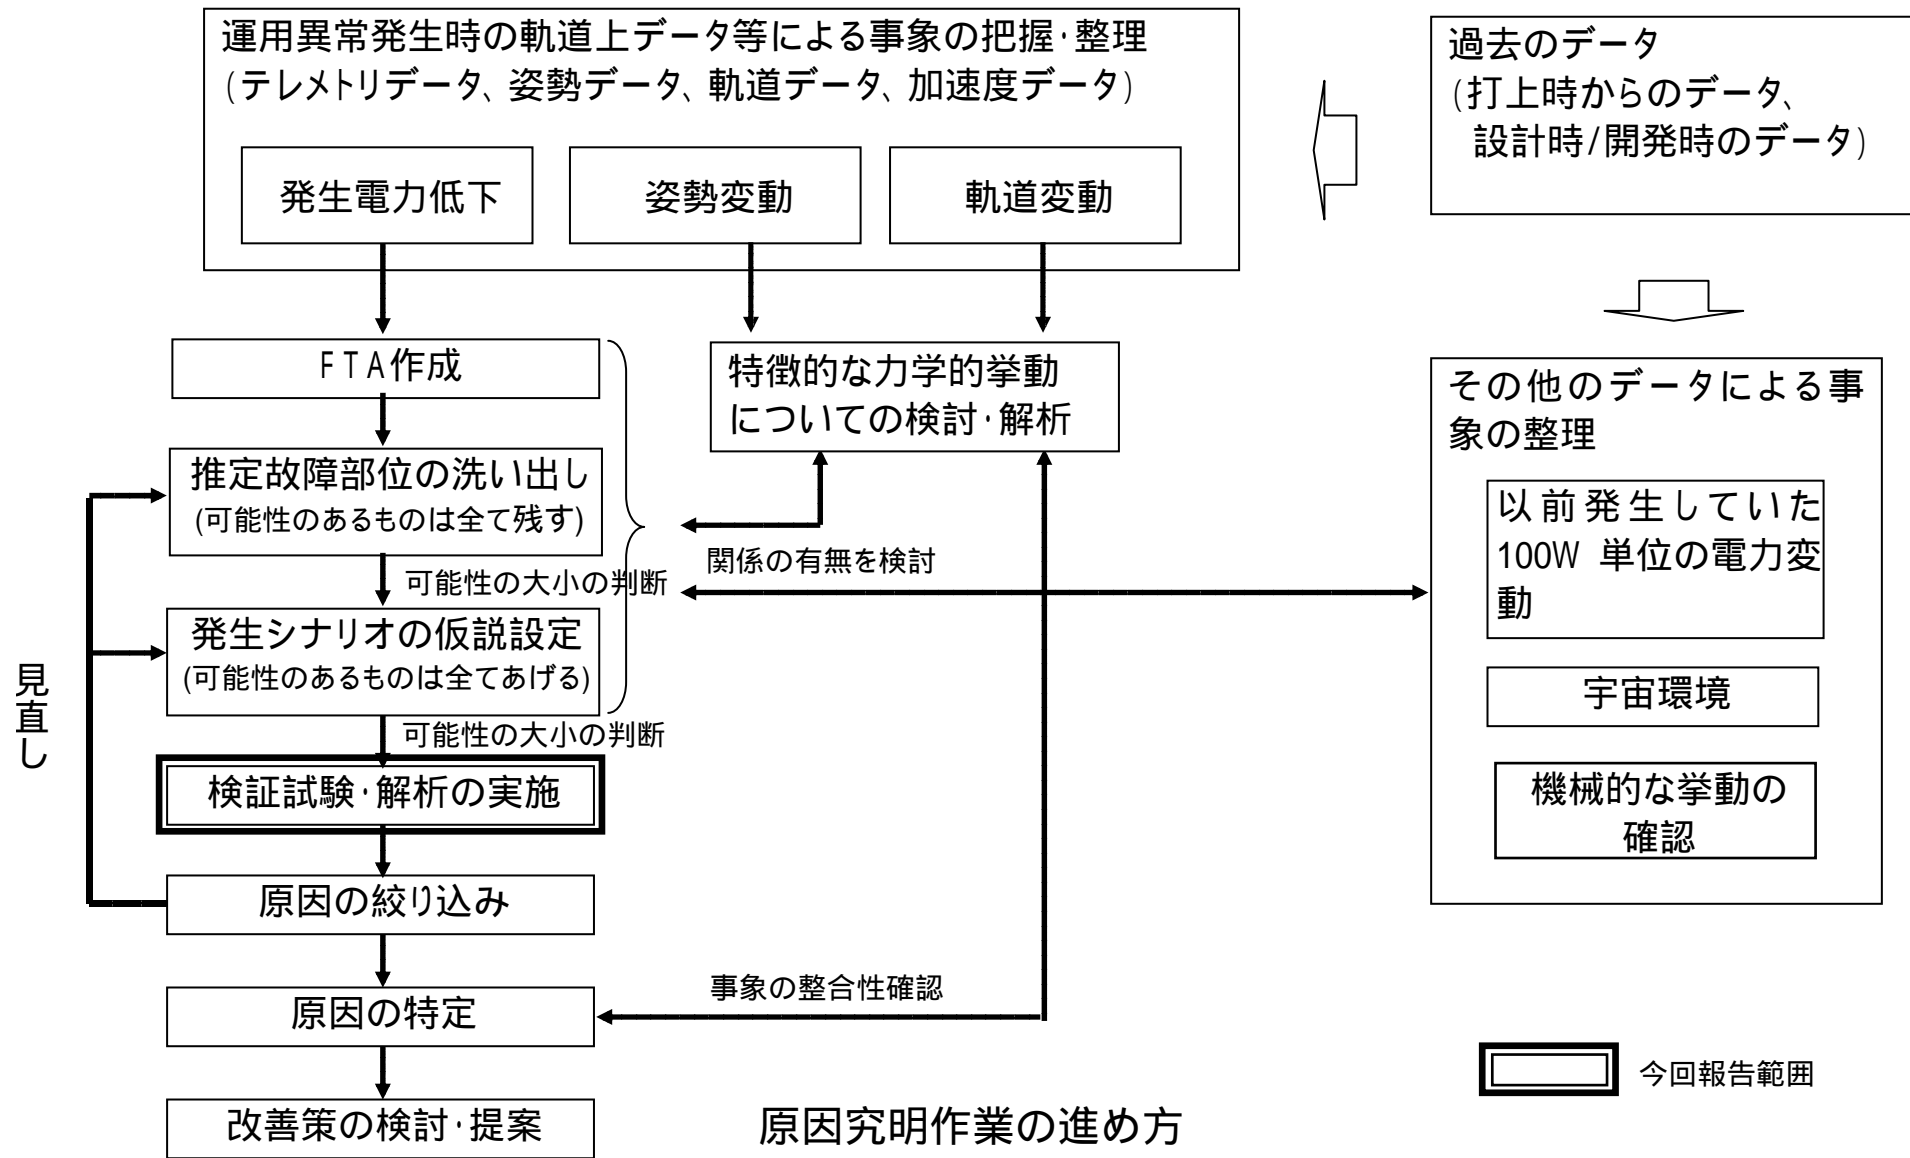 運用異常発生時の軌道上データ等による事象の把握･整理
(テレメトリデータ、姿勢データ、軌道データ、加速度データ)
発生電力低下
姿勢変動
軌道変動
過去のデータ
(打上時からのデータ、
設計時/開発時のデータ)
FTA作成
特徴的な力学的挙動
についての検討･解析
その他のデータによる事
象の整理
推定故障部位の洗い出し
(可能性のあるものは全て残す)
以前発生していた
100W 単位の電力変
動
関係の有無を検討
可能性の大小の判断
発生シナリオの仮説設定
(可能性のあるものは全てあげる)
見直し
宇宙環境
可能性の大小の判断
検証試験･解析の実施
機械的な挙動の
確認
原因の絞り込み
事象の整合性確認
原因の特定
今回報告範囲
改善策の検討･提案
原因究明作業の進め方